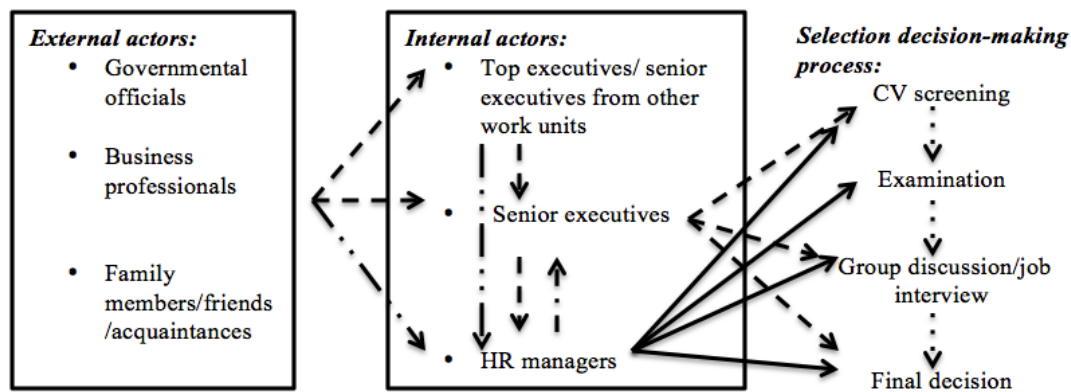 External actors:
• Governmental
officials
• Business
professionals
• Family
members/friends
/acquaintances
Internal actors:
• Top executives/ senior
executives from other
work units
• Senior executives
• HR managers
Selection decision-making
process:
CV screening
Examination
Group discussion/job
interview
Final decision